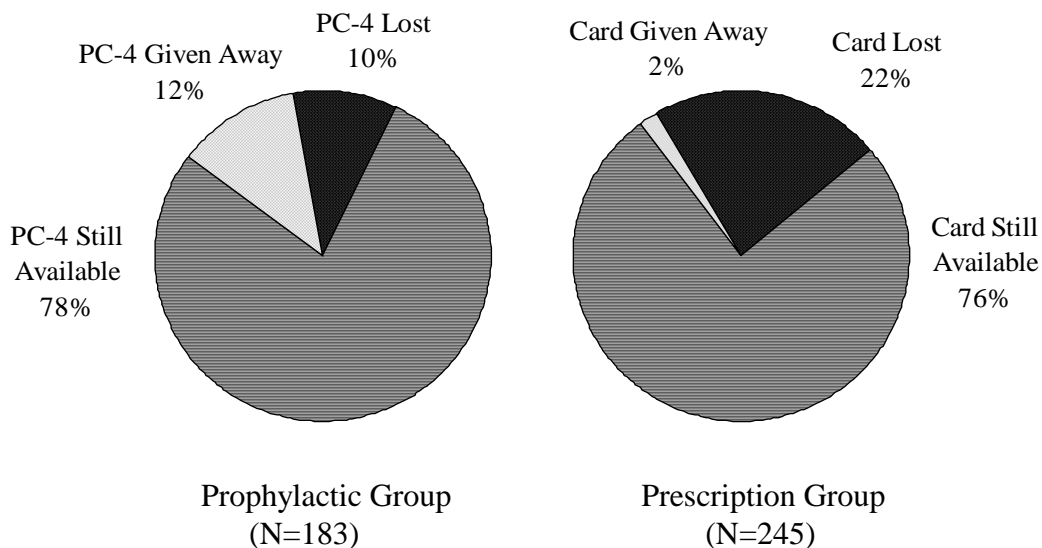 PC-4 Lost
10%
PC-4 Given Away
12%
PC-4 Still
Available
78%
Prophylactic Group
(N=183)
Card Given Away
2%
Card Lost
22%
Card Still
Available
76%
Prescription Group
(N=245)